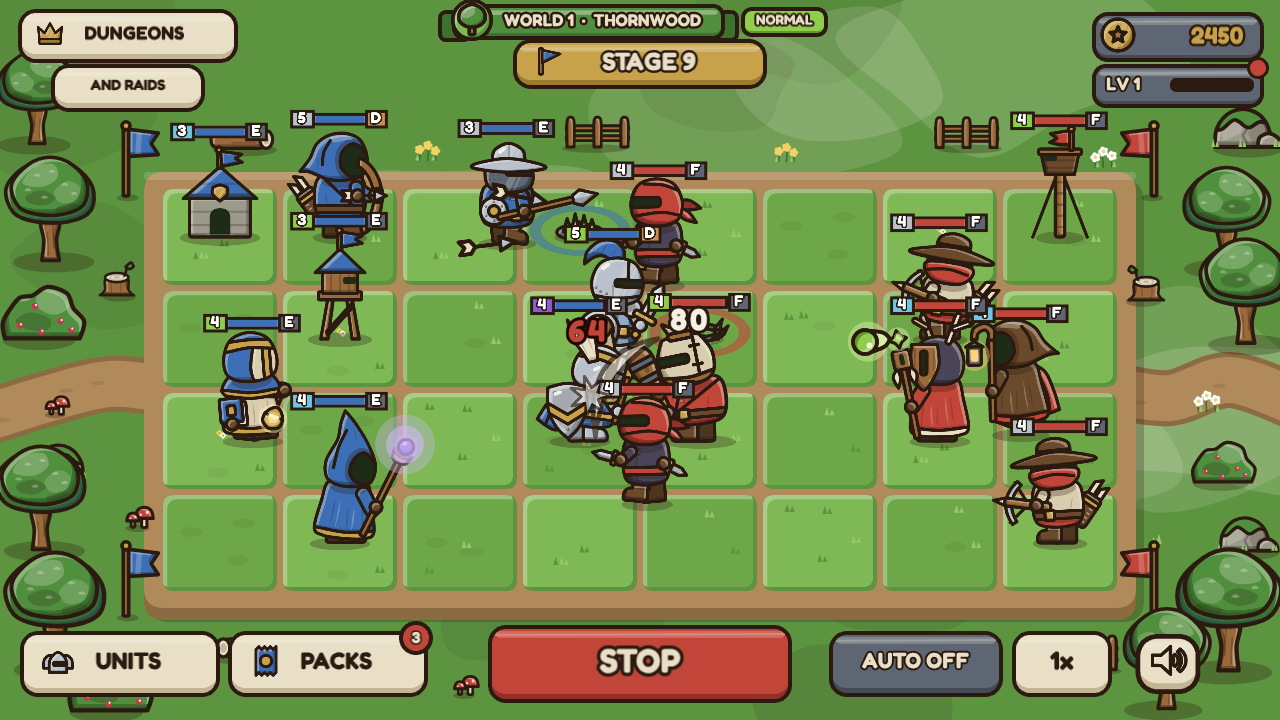 DUNGEONS
AND RAIDS
WORLD 1 • THORNWOOD
NORMAL
STAGE 9
2450
LV 1
3 E
5 D
3 E
4 F
4 F
3 E
5 D
4 F
4 E
4 F
4 F
F
4 E
64
80
4 E
4 F
4 F
UNITS
PACKS
3
STOP
AUTO OFF
1x